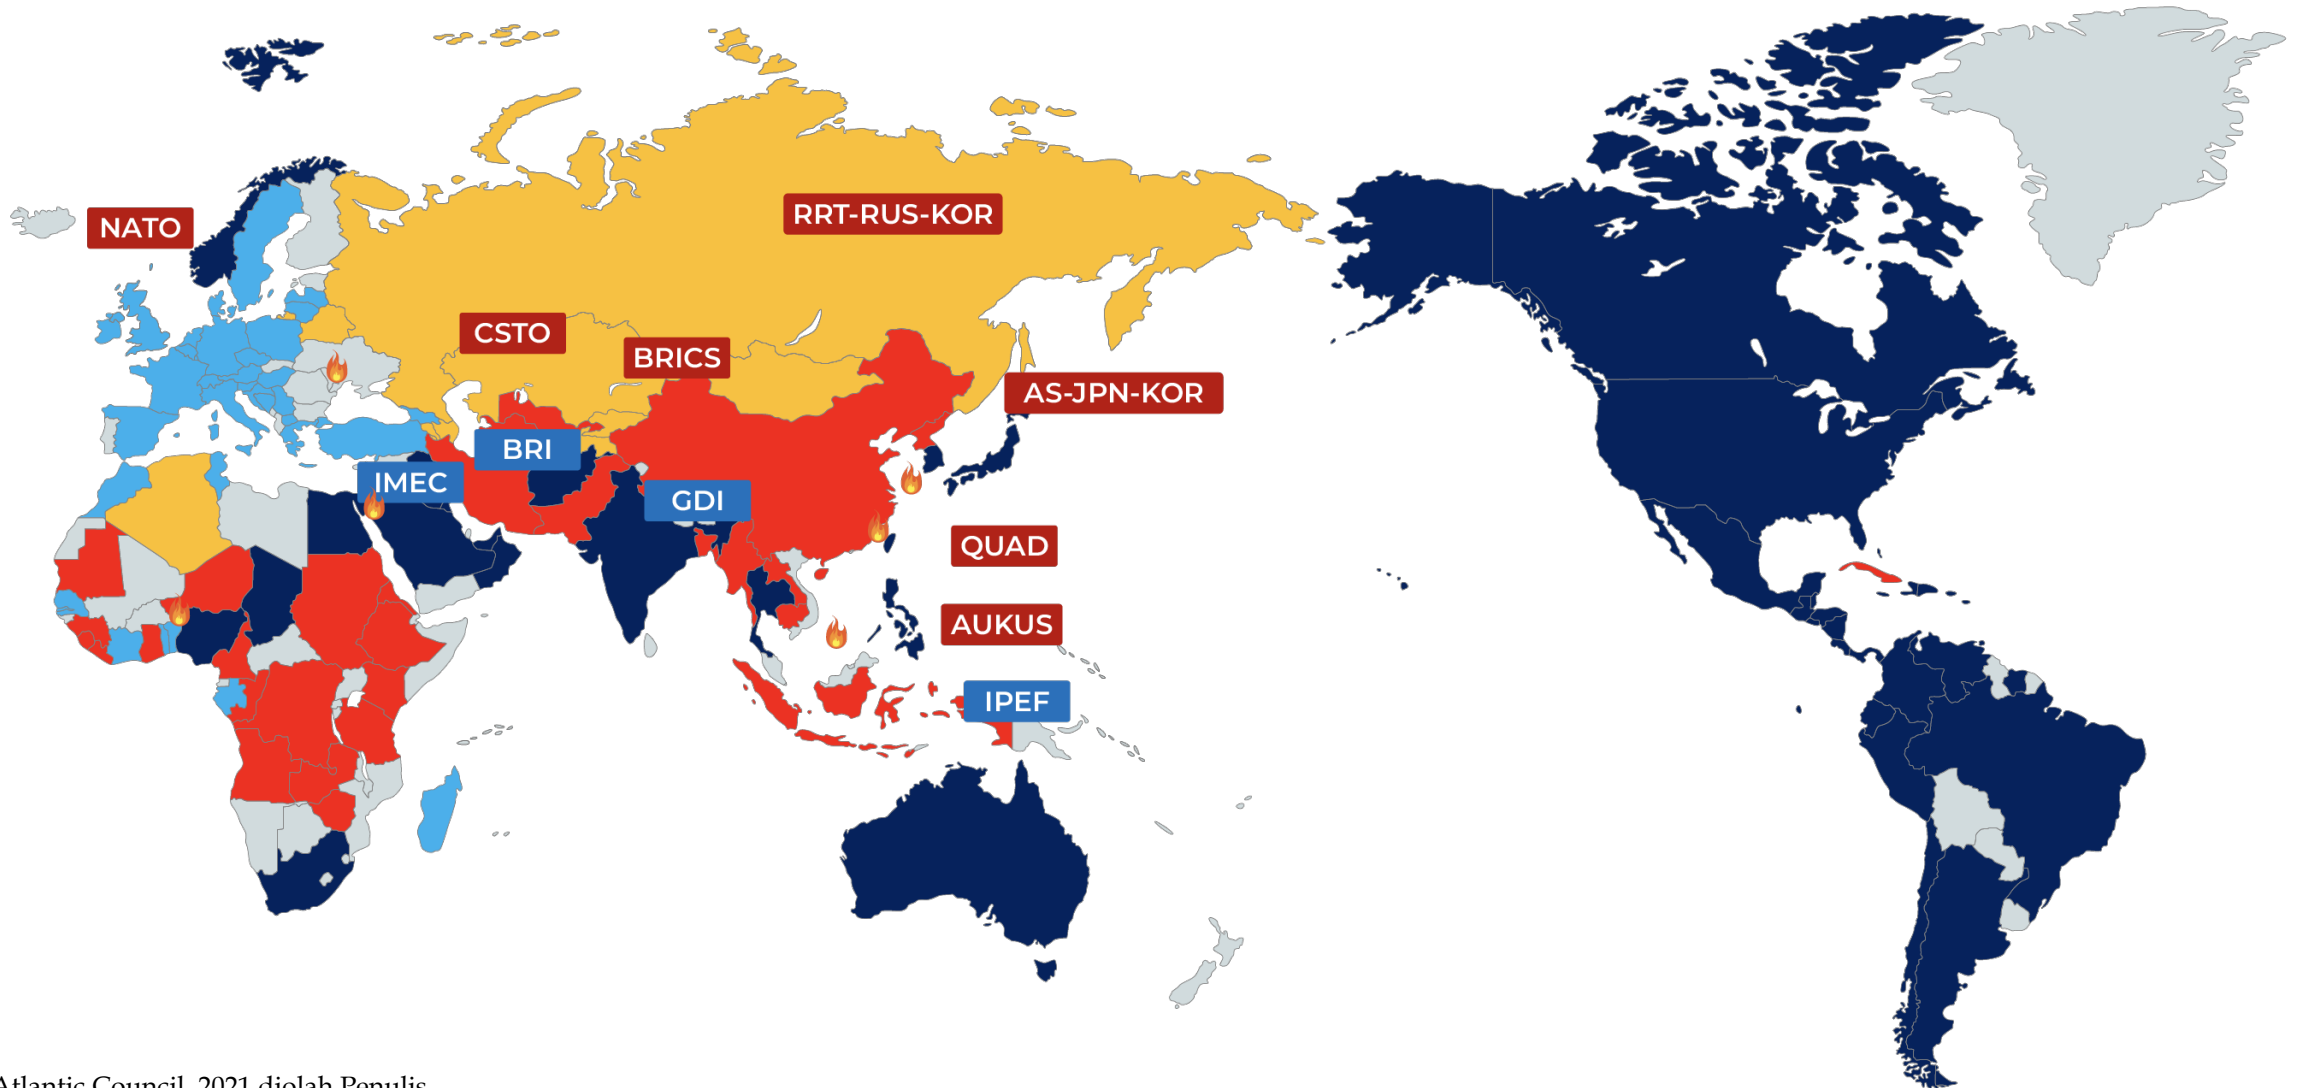 NATO
RRT-RUS-KOR
CSTO
BRICS
AS-JPN-KOR
BRI
IMEC
GDI
QUAD
AUKUS
IPEF
Atlantic Council, 2021 diolah Penulis